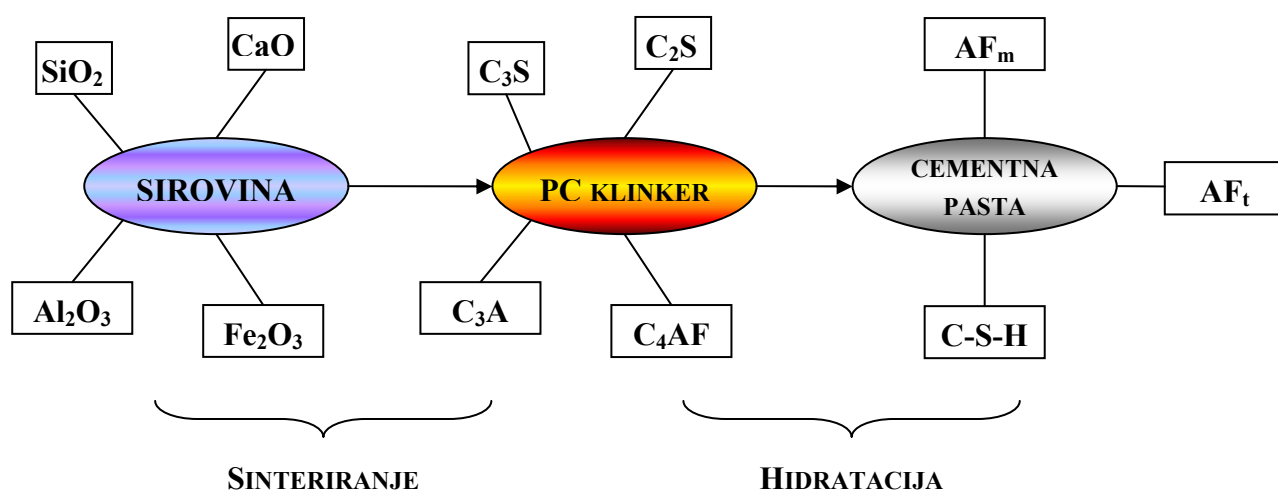 SiO₂
CaO
C₃S
C₂S
AFₘ
SIROVINA
PC KLINKER
CEMENTNA
PASTA
AFₜ
Al₂O₃
Fe₂O₃
C₃A
C₄AF
C-S-H
SINTERIRANJE
HIDRATACIJA